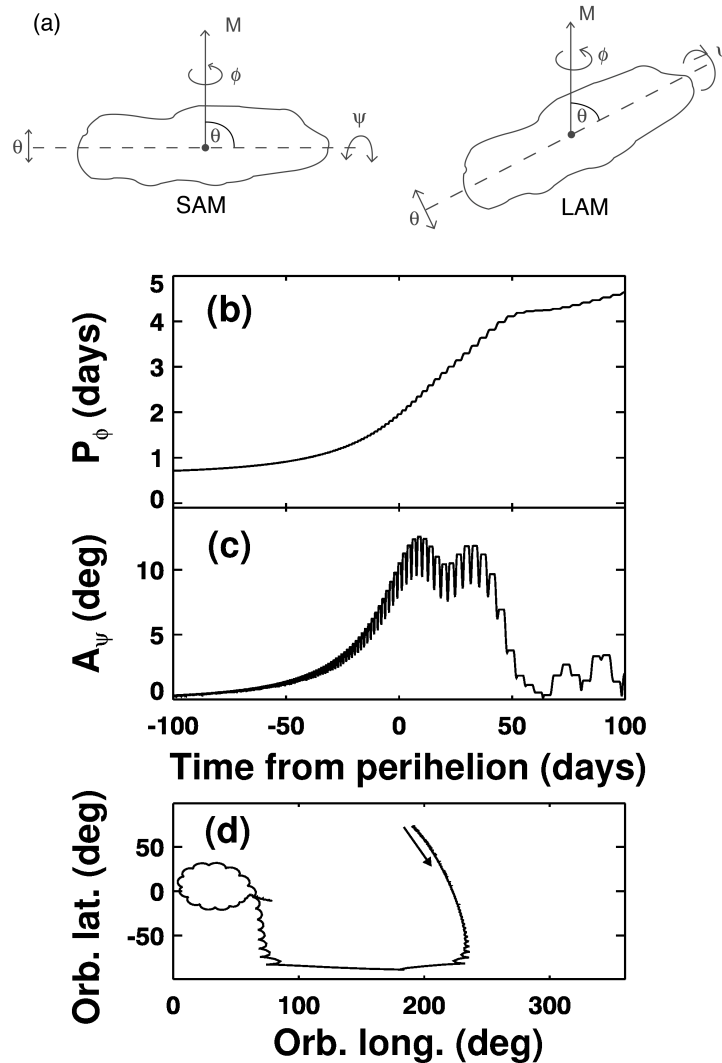 (a)
M
ϕ
θ
θ
ψ
SAM
M
ϕ
θ
θ
LAM
(b)
P_ϕ (days)
5
4
3
2
1
0
(c)
A_ψ (deg)
10
5
0
-100 -50 0 50 100
Time from perihelion (days)
(d)
Orb. lat. (deg)
50
0
-50
0 100 200 300
Orb. long. (deg)